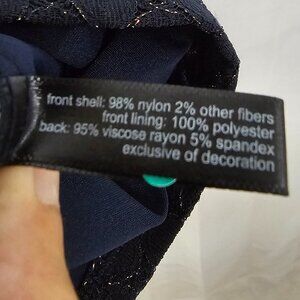 front shell: 98% nylon 2% other fibers
front lining: 100% polyester
back: 95% viscose rayon 5% spandex
exclusive of decoration